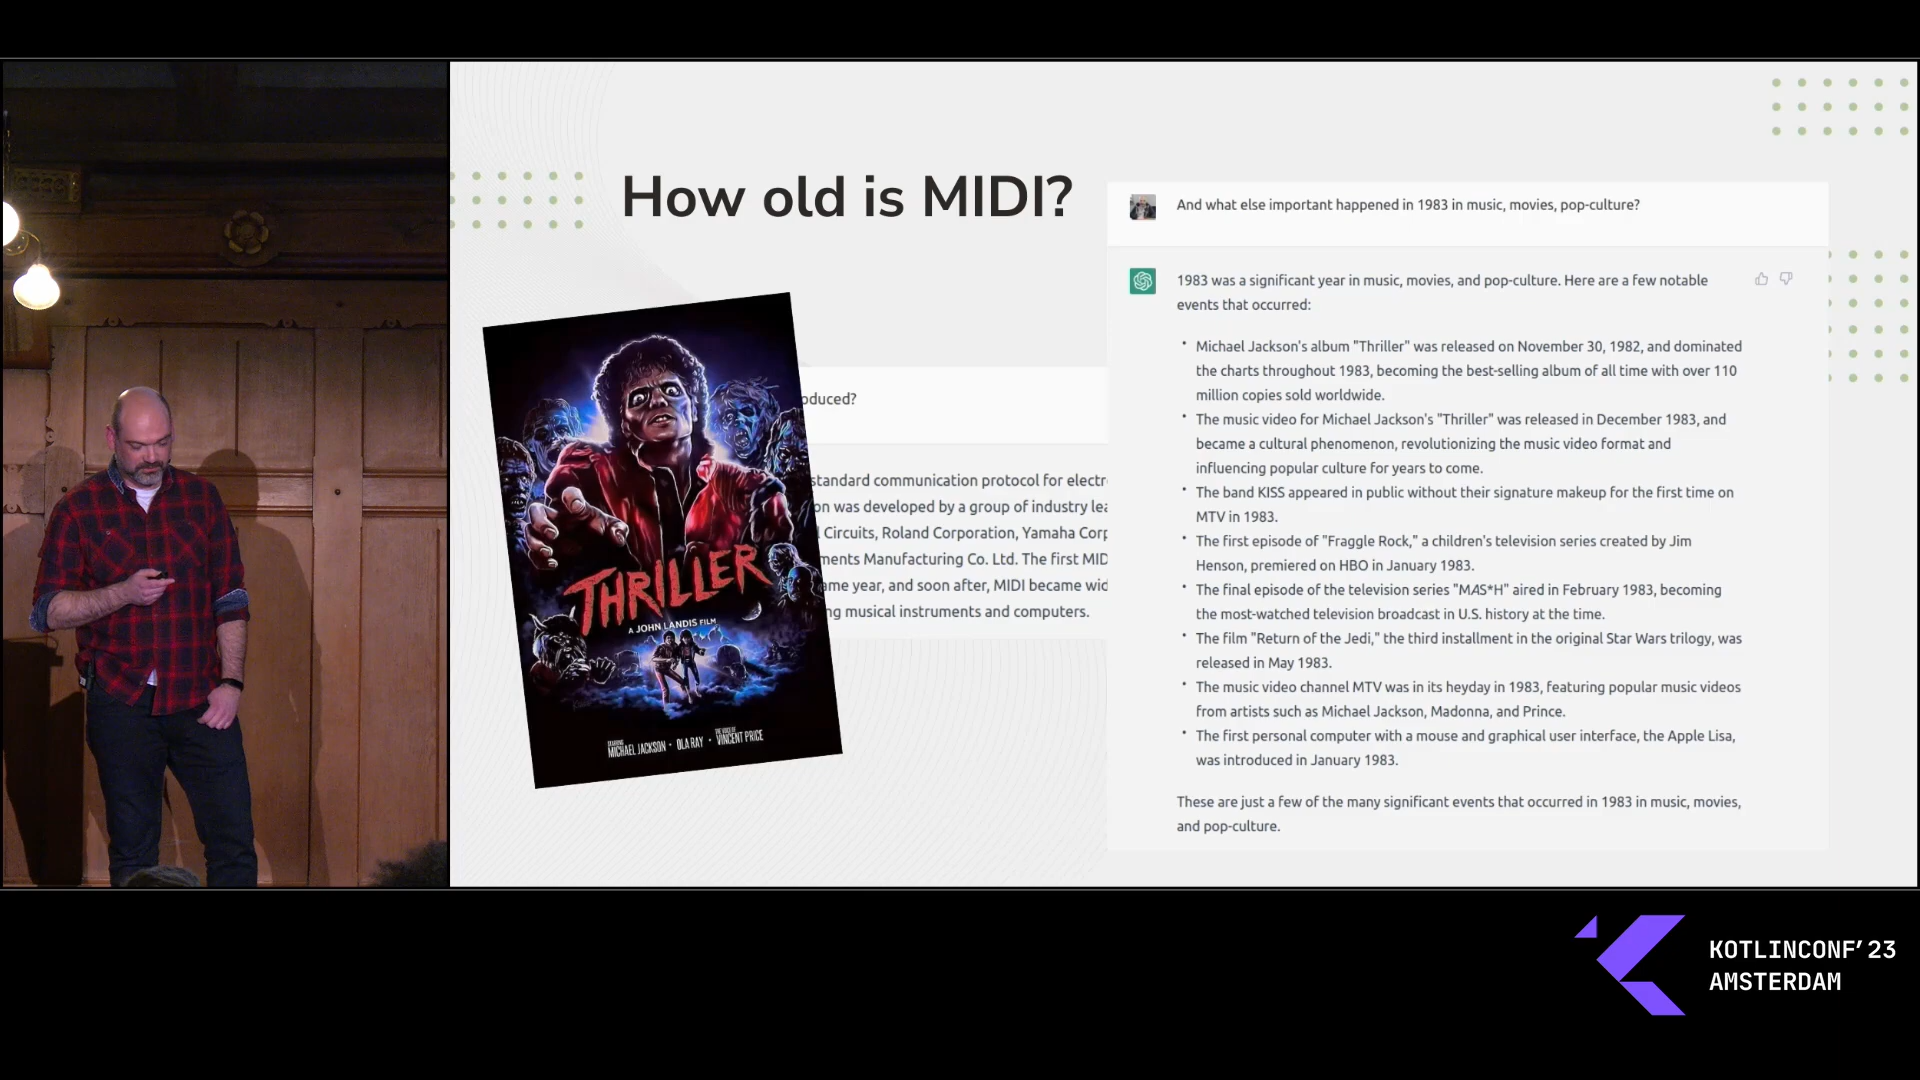 How old is MIDI?
And what else important happened in 1983 in music, movies, pop-culture?
1983 was a significant year in music, movies, and pop-culture. Here are a few notable
events that occurred:
• Michael Jackson's album "Thriller" was released on November 30, 1982, and dominated
the charts throughout 1983, becoming the best-selling album of all time with over 110
million copies sold worldwide.
• The music video for Michael Jackson's "Thriller" was released in December 1983, and
became a cultural phenomenon, revolutionizing the music video format and
influencing popular culture for years to come.
• The band KISS appeared in public without their signature makeup for the first time on
MTV in 1983.
• The first episode of "Fraggle Rock," a children's television series created by Jim
Henson, premiered on HBO in January 1983.
• The final episode of the television series "MAS*H" aired in February 1983, becoming
the most-watched television broadcast in U.S. history at the time.
• The film "Return of the Jedi," the third installment in the original Star Wars trilogy, was
released in May 1983.
• The music video channel MTV was in its heyday in 1983, featuring popular music videos
from artists such as Michael Jackson, Madonna, and Prince.
• The first personal computer with a mouse and graphical user interface, the Apple Lisa,
was introduced in January 1983.
These are just a few of the many significant events that occurred in 1983 in music, movies,
and pop-culture.
oduced?
standard communication protocol for electr
on was developed by a group of industry lea
l Circuits, Roland Corporation, Yamaha Corp
ments Manufacturing Co. Ltd. The first MID
ame year, and soon after, MIDI became wid
ng musical instruments and computers.
THRILLER
A JOHN LANDIS FILM
STARRING MICHAEL JACKSON • OLA RAY • THE VOICE OF VINCENT PRICE
KOTLINCONF'23
AMSTERDAM